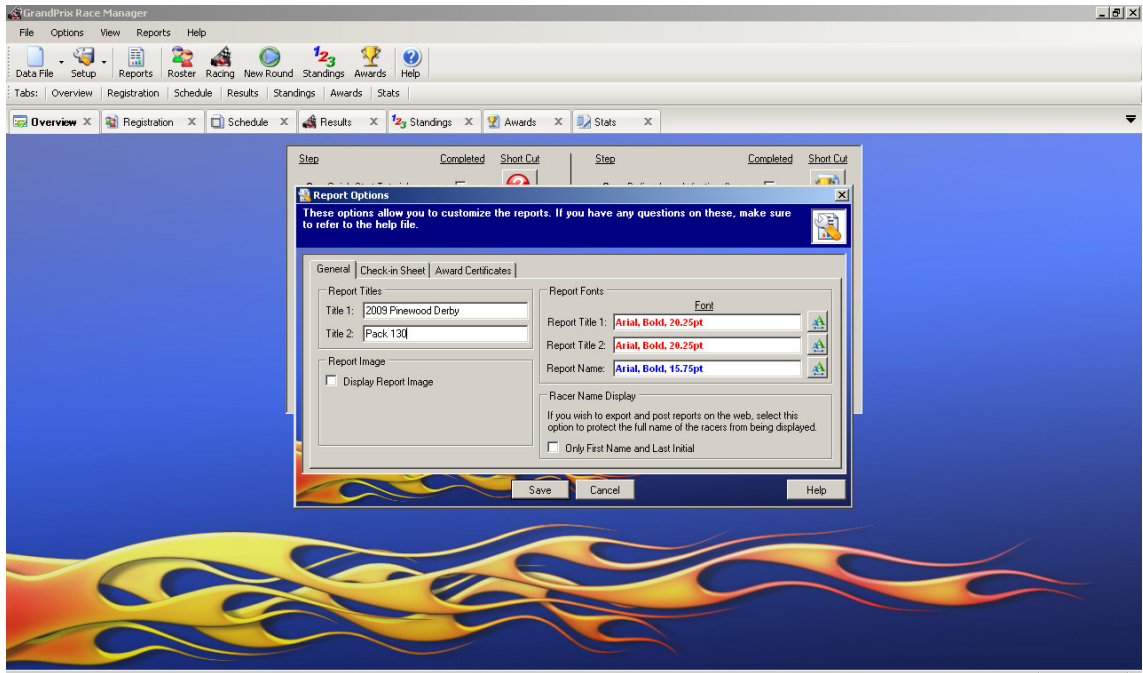 GrandPrix Race Manager
File Options View Reports Help
Data File Setup Reports Roster Racing New Round Standings Awards Help
Tabs: Overview Registration Schedule Results Standings Awards Stats
Overview X Registration X Schedule X Results X Standings X Awards X Stats X
Step Completed Short Cut Step Completed Short Cut
Report Options
These options allow you to customize the reports. If you have any questions on these, make sure
to refer to the help file.
General Check-in Sheet Award Certificates
Report Titles
Title 1: 2009 Pinewood Derby
Title 2: Pack 130
Report Image
Display Report Image
Report Fonts
Font
Report Title 1: Arial, Bold, 20.25pt
Report Title 2: Arial, Bold, 20.25pt
Report Name: Arial, Bold, 15.75pt
Racer Name Display
If you wish to export and post reports on the web, select this
option to protect the full name of the racers from being displayed.
Only First Name and Last Initial
Save Cancel Help